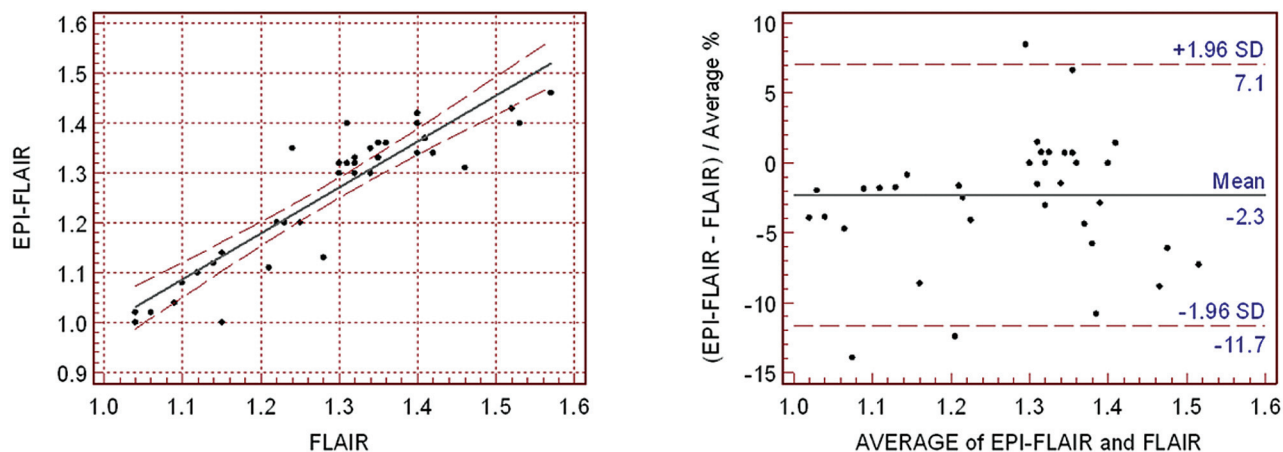 1.6
1.5
1.4
1.3
1.2
1.1
1.0
0.9
EPI-FLAIR
1.0 1.1 1.2 1.3 1.4 1.5 1.6
FLAIR
10
5
0
-5
-10
-15
(EPI-FLAIR - FLAIR) / Average %
+1.96 SD
7.1
Mean
-2.3
-1.96 SD
-11.7
1.0 1.1 1.2 1.3 1.4 1.5 1.6
AVERAGE of EPI-FLAIR and FLAIR